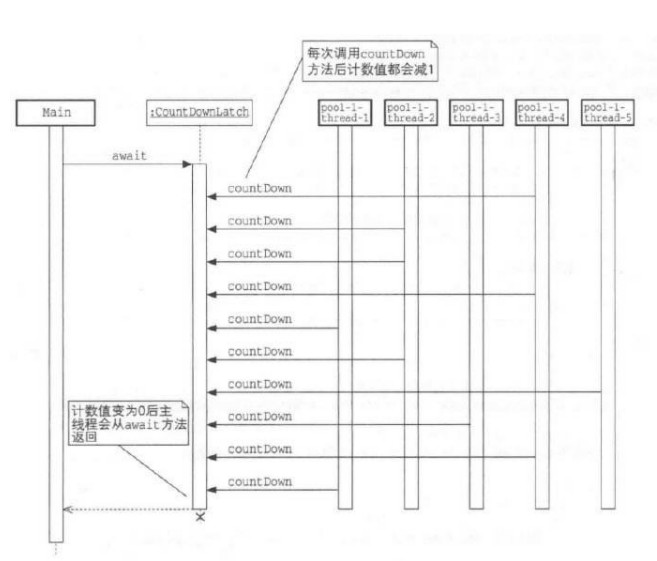 每次调用countDown
方法后计数值都会减1
Main
:CountDownLatch
pool-1-
thread-1
pool-1-
thread-2
pool-1-
thread-3
pool-1-
thread-4
pool-1-
thread-5
await
countDown
countDown
countDown
countDown
countDown
countDown
countDown
countDown
countDown
countDown
计数值变为0后主
线程会从await方法
返回